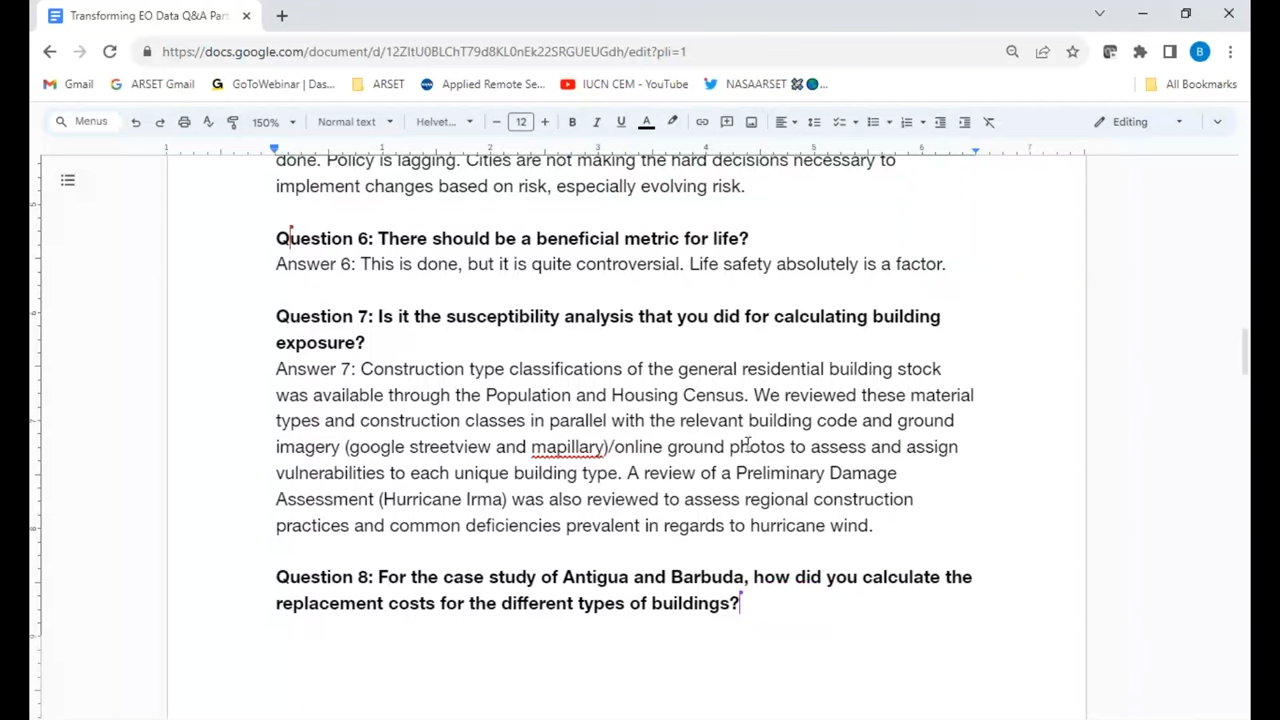 Transforming EO Data Q&A Par
https://docs.google.com/document/d/12ZItU0BLChT79d8KL0nEk22SRGUEUGdh/edit?pli=1
B
Gmail ARSET Gmail GoToWebinar | Das... ARSET Applied Remote Se... IUCN CEM - YouTube NASAARSET ... All Bookmarks
Menus 150% Normal text Helvet... 12 B I U A Editing
1 1 2 3 4 5 6 7
done. Policy is lagging. Cities are not making the hard decisions necessary to
implement changes based on risk, especially evolving risk.
Question 6: There should be a beneficial metric for life?
Answer 6: This is done, but it is quite controversial. Life safety absolutely is a factor.
Question 7: Is it the susceptibility analysis that you did for calculating building
exposure?
Answer 7: Construction type classifications of the general residential building stock
was available through the Population and Housing Census. We reviewed these material
types and construction classes in parallel with the relevant building code and ground
imagery (google streetview and mapillary)/online ground photos to assess and assign
vulnerabilities to each unique building type. A review of a Preliminary Damage
Assessment (Hurricane Irma) was also reviewed to assess regional construction
practices and common deficiencies prevalent in regards to hurricane wind.
Question 8: For the case study of Antigua and Barbuda, how did you calculate the
replacement costs for the different types of buildings?